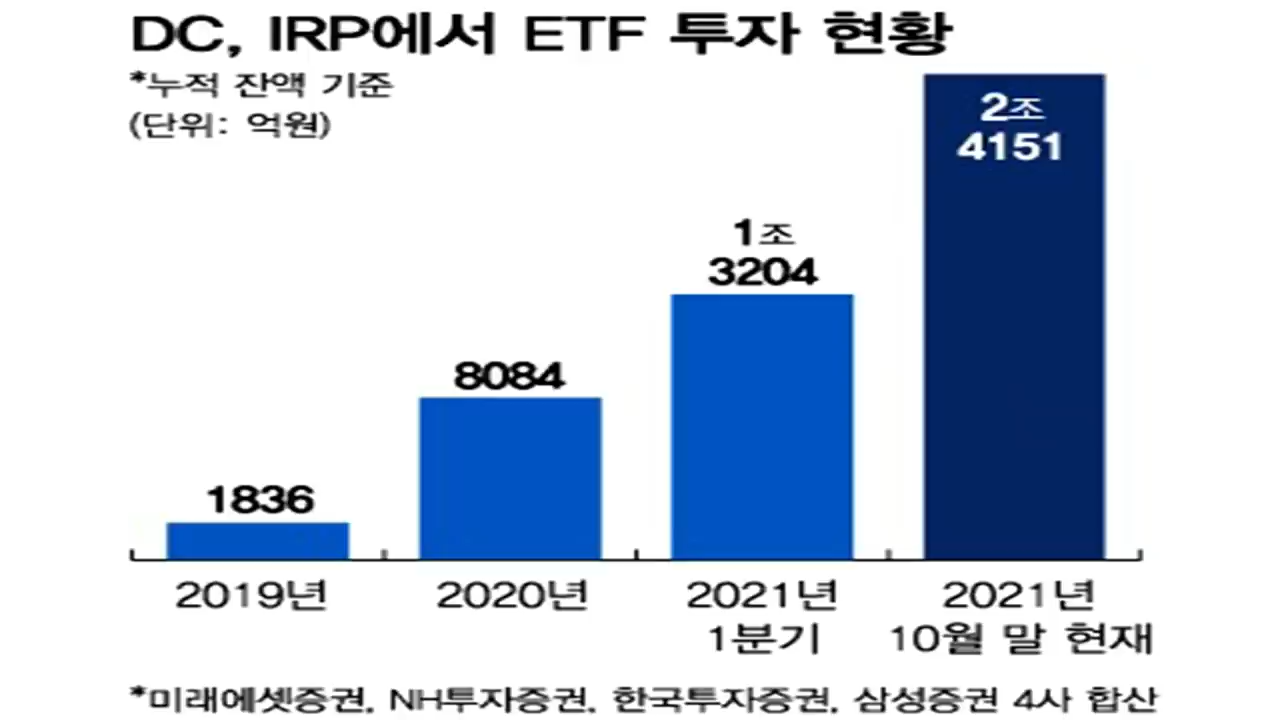 DC, IRP에서 ETF 투자 현황
*누적 잔액 기준
(단위: 억원)
2조
4151
1조
3204
8084
1836
2019년
2020년
2021년
1분기
2021년
10월 말 현재
*미래에셋증권, NH투자증권, 한국투자증권, 삼성증권 4사 합산